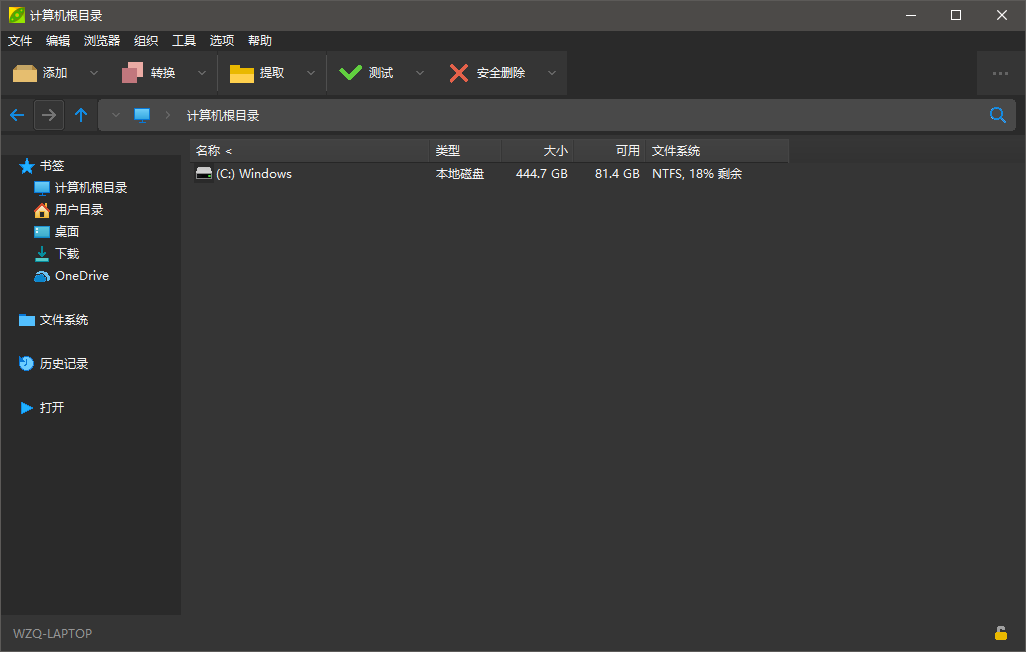 计算机根目录
文件 编辑 浏览器 组织 工具 选项 帮助
添加 转换 提取 测试 安全删除
计算机根目录
名称 < 类型 大小 可用 文件系统
(C:) Windows 本地磁盘 444.7 GB 81.4 GB NTFS, 18% 剩余
书签
计算机根目录
用户目录
桌面
下载
OneDrive
文件系统
历史记录
打开
WZQ-LAPTOP